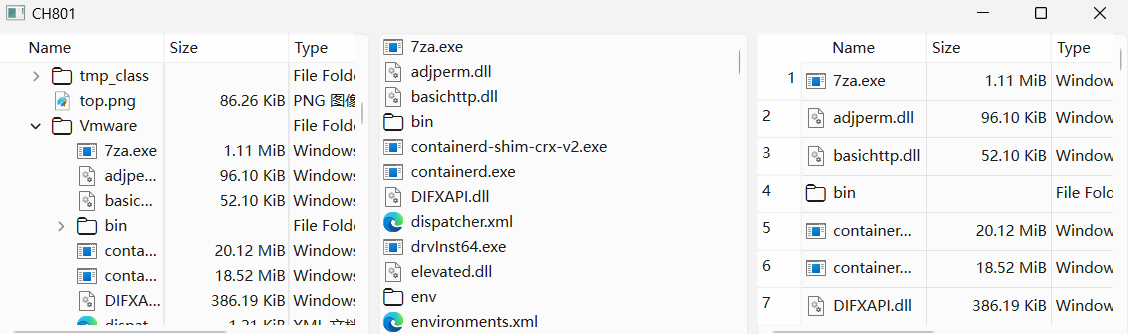 CH801
Name Size Type
tmp_class File Folde
top.png 86.26 KiB PNG 图像
Vmware File Folde
7za.exe 1.11 MiB Windows
adjpe... 96.10 KiB Windows
basic... 52.10 KiB Windows
bin File Folde
conta... 20.12 MiB Windows
conta... 18.52 MiB Windows
DIFXA... 386.19 KiB Windows
dispat 1.21 KiB XML 文档
7za.exe
adjperm.dll
basichttp.dll
bin
containerd-shim-crx-v2.exe
containerd.exe
DIFXAPI.dll
dispatcher.xml
drvInst64.exe
elevated.dll
env
environments.xml
Name Size Type
1 7za.exe 1.11 MiB Window
2 adjperm.dll 96.10 KiB Window
3 basichttp.dll 52.10 KiB Window
4 bin File Fold
5 container... 20.12 MiB Window
6 container... 18.52 MiB Window
7 DIFXAPI.dll 386.19 KiB Window